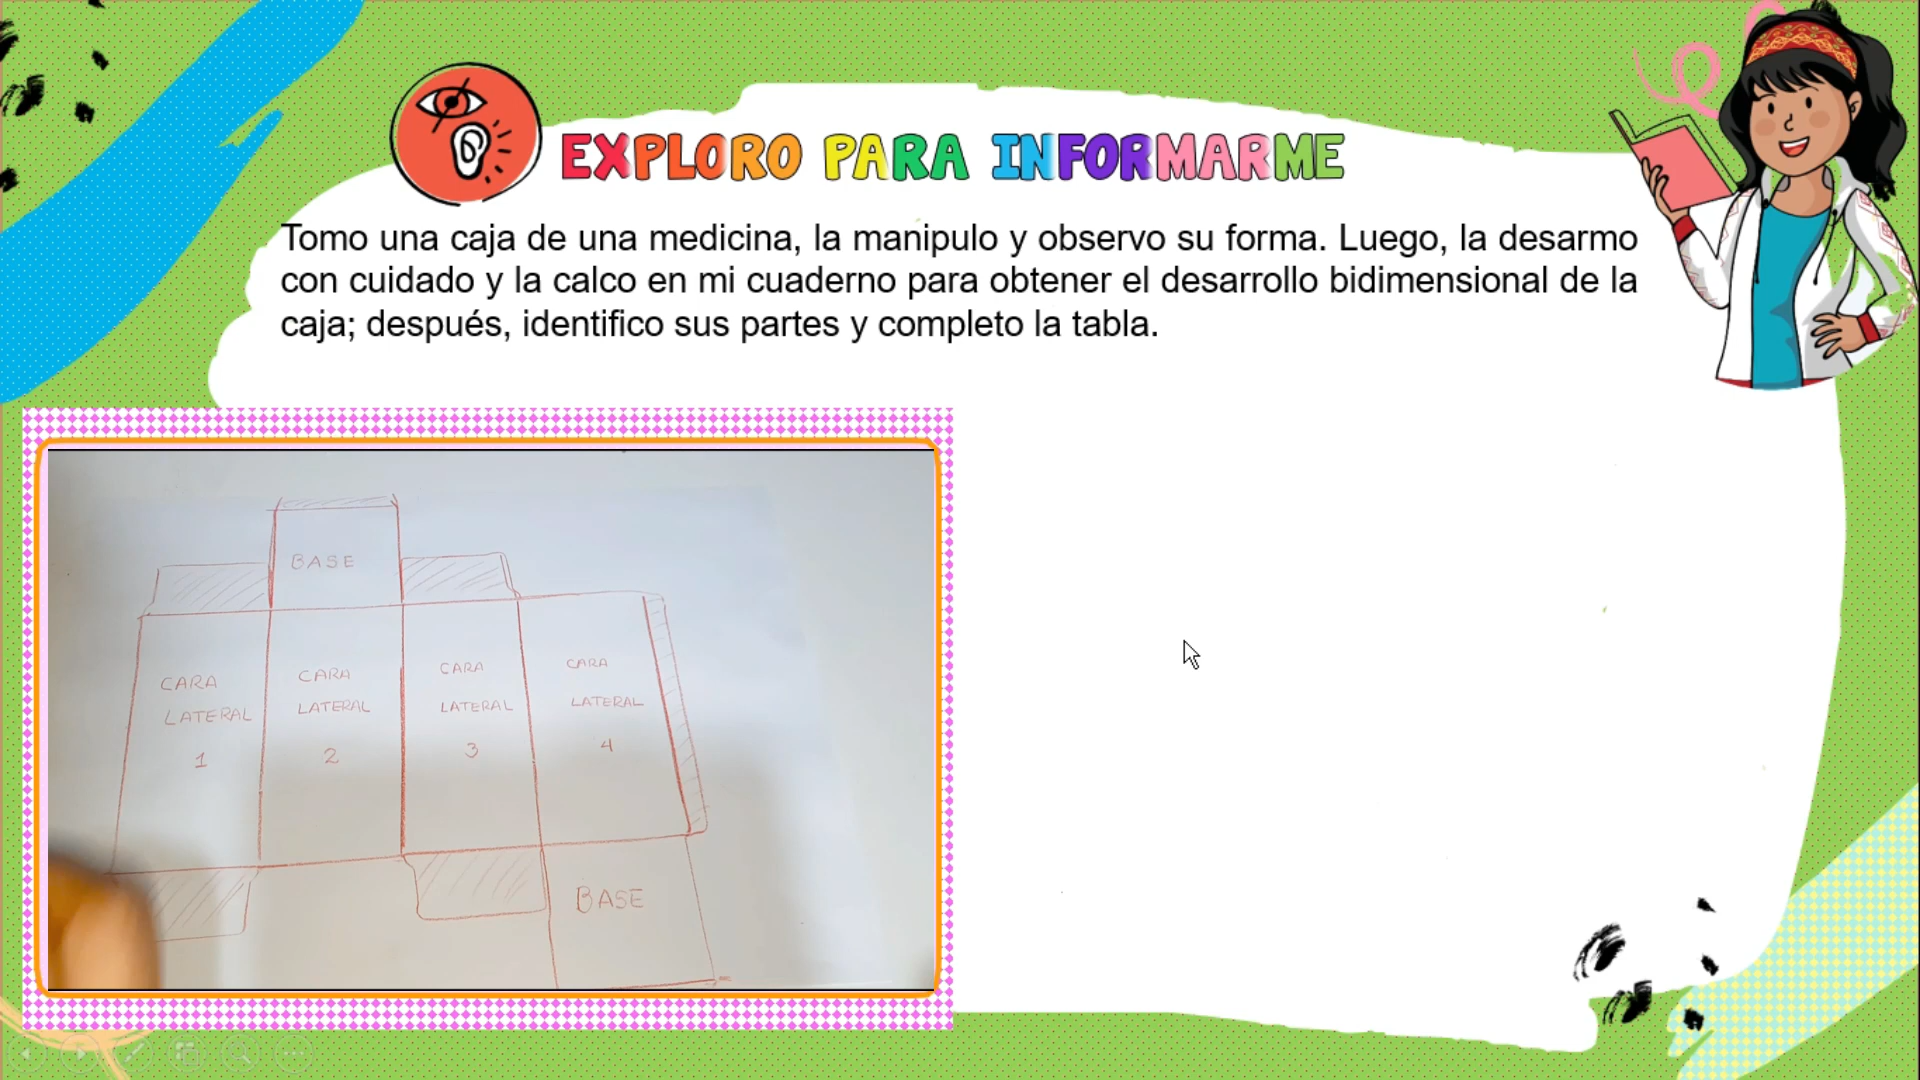 EXPLORO PARA INFORMARME
Tomo una caja de una medicina, la manipulo y observo su forma. Luego, la desarmo
con cuidado y la calco en mi cuaderno para obtener el desarrollo bidimensional de la
caja; después, identifico sus partes y completo la tabla.
BASE
CARA
LATERAL
1
CARA
LATERAL
2
CARA
LATERAL
3
CARA
LATERAL
4
BASE